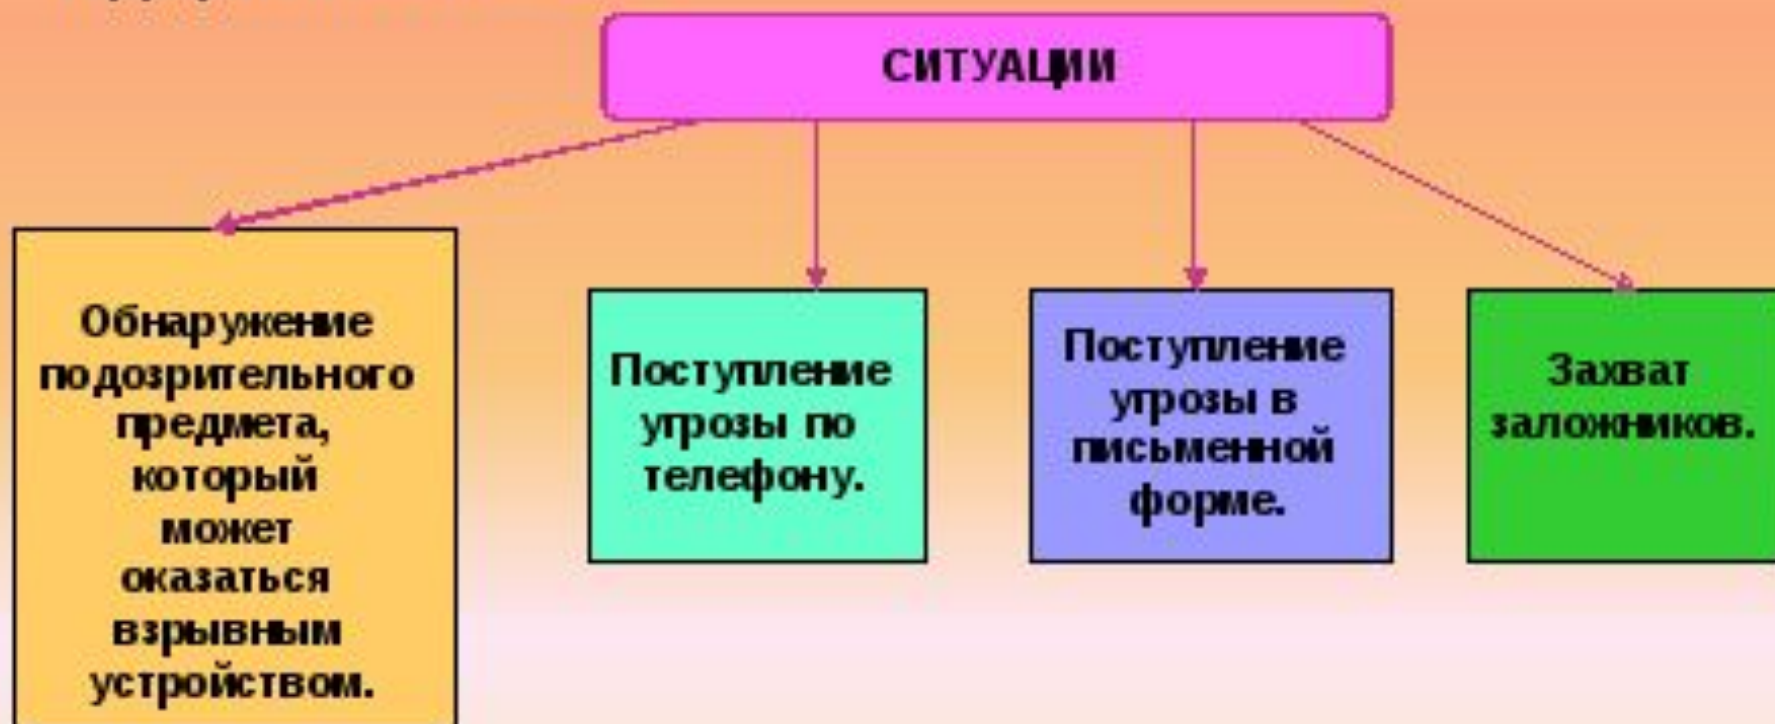 СИТУАЦИИ
Обнаружение
подозрительного
предмета,
который
может
оказаться
взрывным
устройством.
Поступление
угрозы по
телефону.
Поступление
угрозы в
письменной
форме.
Захват
заложников.